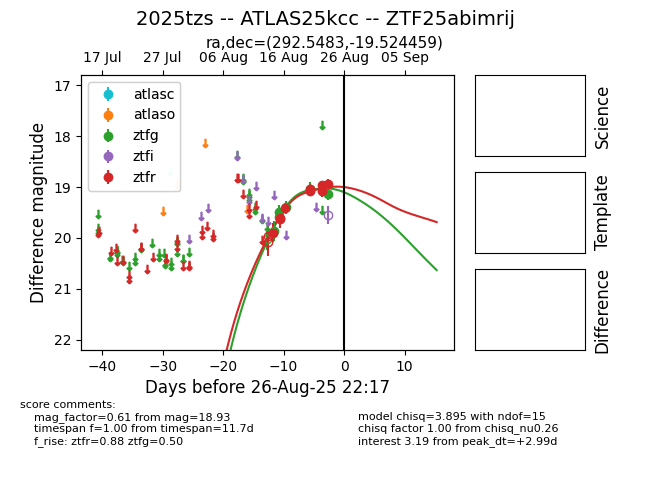 2025tzs -- ATLAS25kcc -- ZTF25abimrij
ra,dec=(292.5483,-19.524459)
17 Jul 27 Jul 06 Aug 16 Aug 26 Aug 05 Sep
atlasc
atlaso
ztfg
ztfi
ztfr
17
18
19
20
21
22
Difference magnitude
−40 −30 −20 −10 0 10
Days before 26-Aug-25 22:17
Science
Template
Difference
score comments:
mag_factor=0.61 from mag=18.93
timespan f=1.00 from timespan=11.7d
f_rise: ztfr=0.88 ztfg=0.50
model chisq=3.895 with ndof=15
chisq factor 1.00 from chisq_nu0.26
interest 3.19 from peak_dt=+2.99d